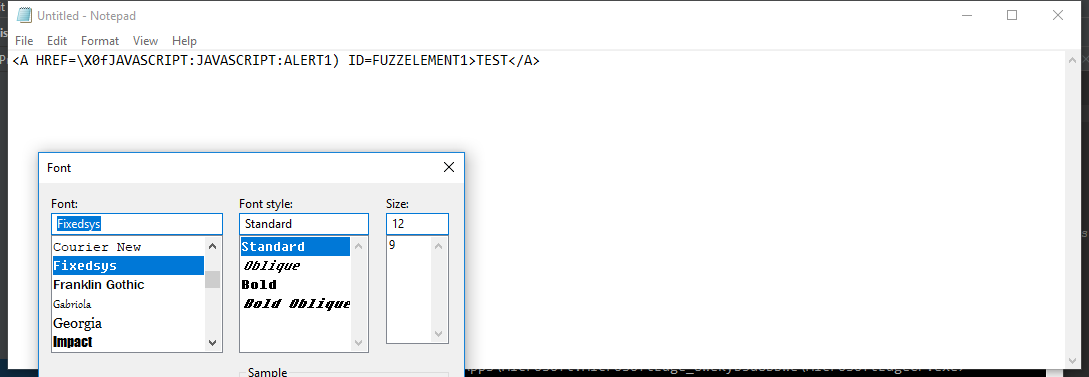 Untitled - Notepad
File Edit Format View Help
<A HREF=\X0fJAVASCRIPT:JAVASCRIPT:ALERT1) ID=FUZZELEMENT1>TEST</A>
Font
Font: Font style: Size:
Fixedsys Standard 12
Courier New Standard 9
Fixedsys Oblique
Franklin Gothic Bold
Gabriola Bold Oblique
Georgia
Impact
Sample